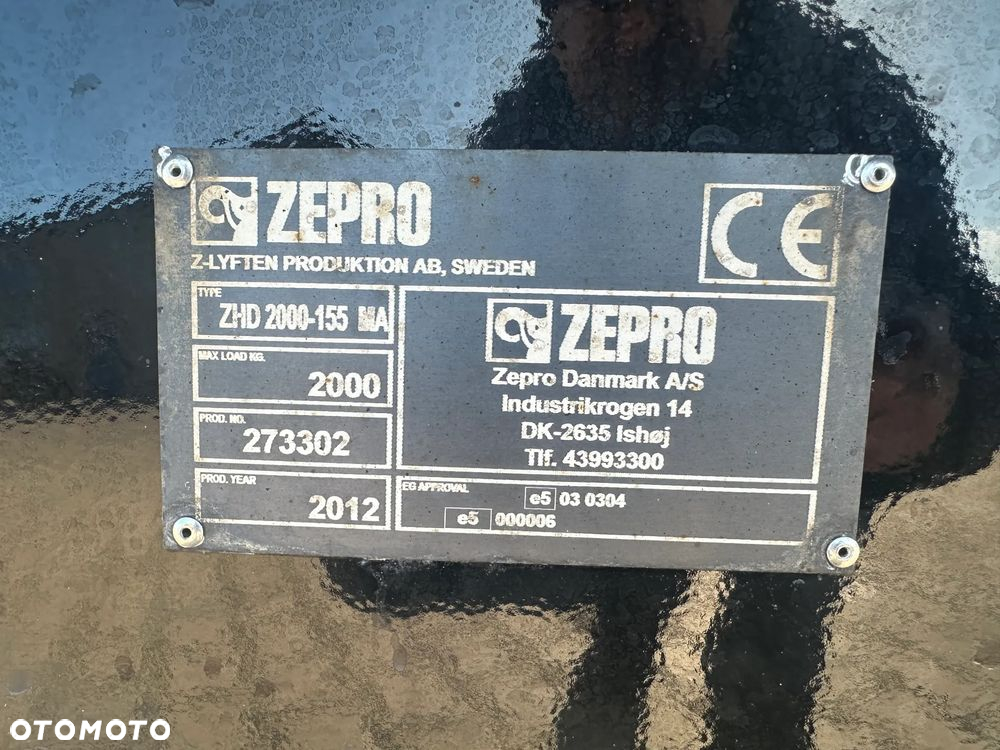 ZEPRO
CE
Z-LYFTEN PRODUKTION AB, SWEDEN
TYPE
ZHD 2000-155 MA
MAX LOAD KG.
2000
PROD. NO.
273302
PROD. YEAR
2012
ZEPRO
Zepro Danmark A/S
Industrikrogen 14
DK-2635 Ishøj
Tlf. 43993300
EG APPROVAL
e5 03 0304
e5 000006
OTOMOTO